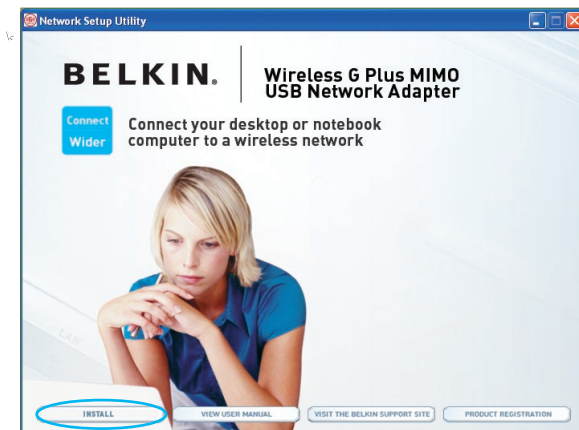 Network Setup Utility
BELKIN.
Wireless G Plus MIMO
USB Network Adapter
Connect
Wider
Connect your desktop or notebook
computer to a wireless network
LAN
INSTALL
VIEW USER MANUAL
VISIT THE BELKIN SUPPORT SITE
PRODUCT REGISTRATION